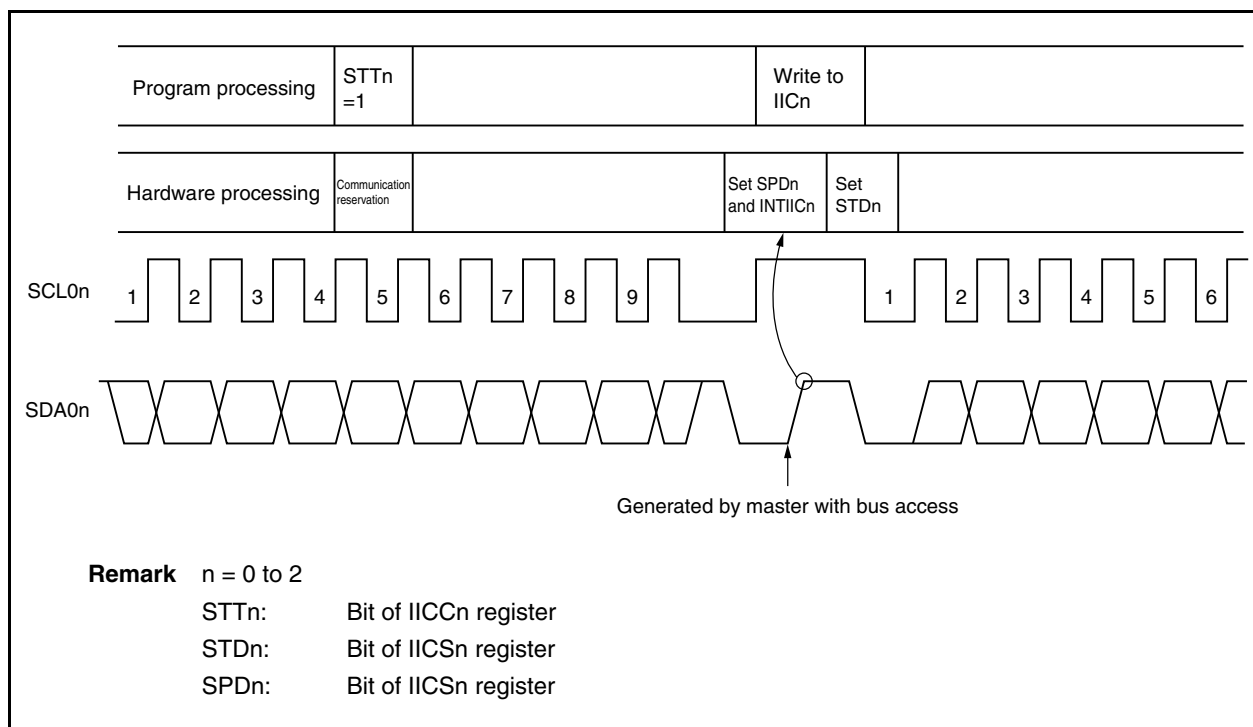 Program processing
STTn
=1
Write to
IICn
Hardware processing
Communication
reservation
Set SPDn
and INTIICn
Set
STDn
SCL0n
1 2 3 4 5 6 7 8 9 1 2 3 4 5 6
SDA0n
Generated by master with bus access
Remark n = 0 to 2
STTn: Bit of IICCn register
STDn: Bit of IICSn register
SPDn: Bit of IICSn register